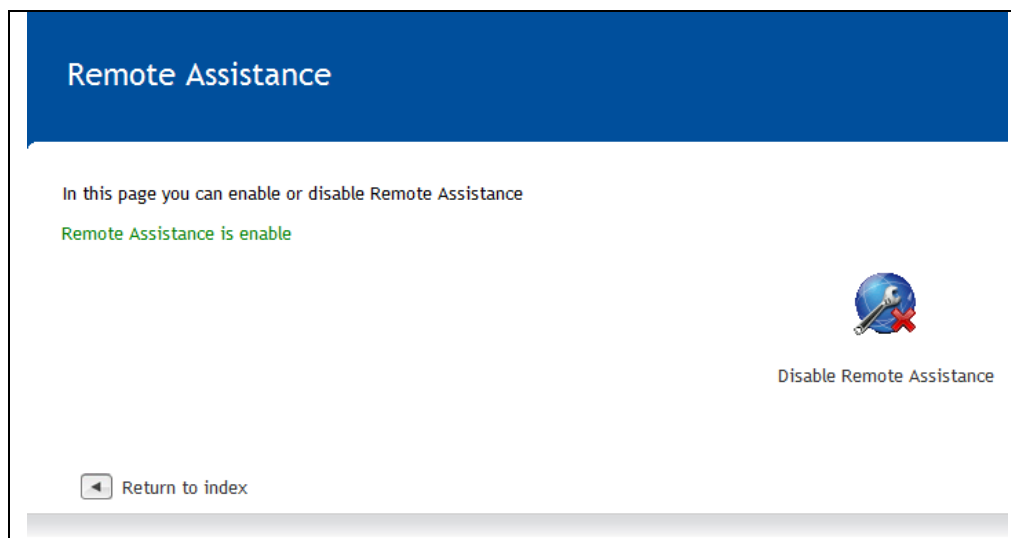 Remote Assistance
In this page you can enable or disable Remote Assistance
Remote Assistance is enable
Disable Remote Assistance
Return to index